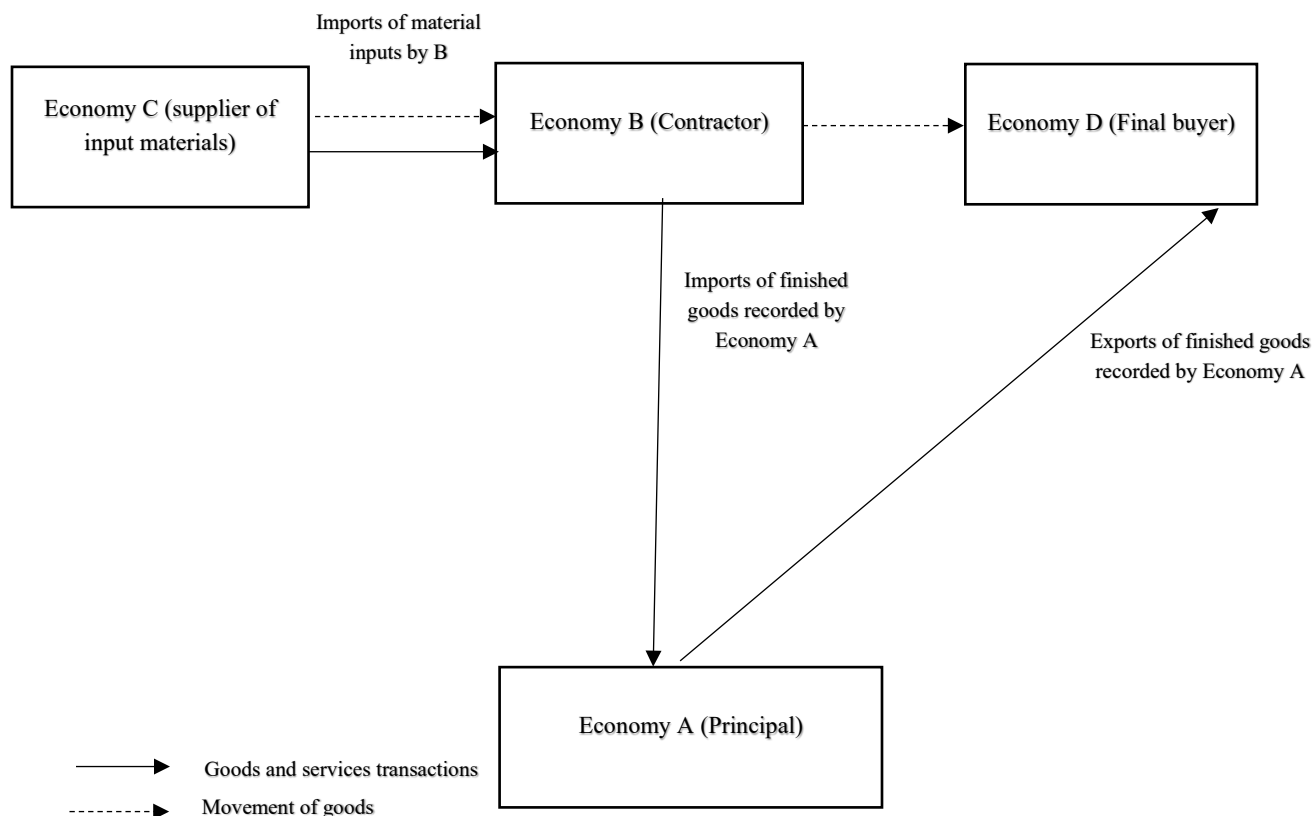 Imports of material
inputs by B
Economy C (supplier of
input materials)
Economy B (Contractor)
Economy D (Final buyer)
Imports of finished
goods recorded by
Economy A
Exports of finished goods
recorded by Economy A
Economy A (Principal)
Goods and services transactions
Movement of goods